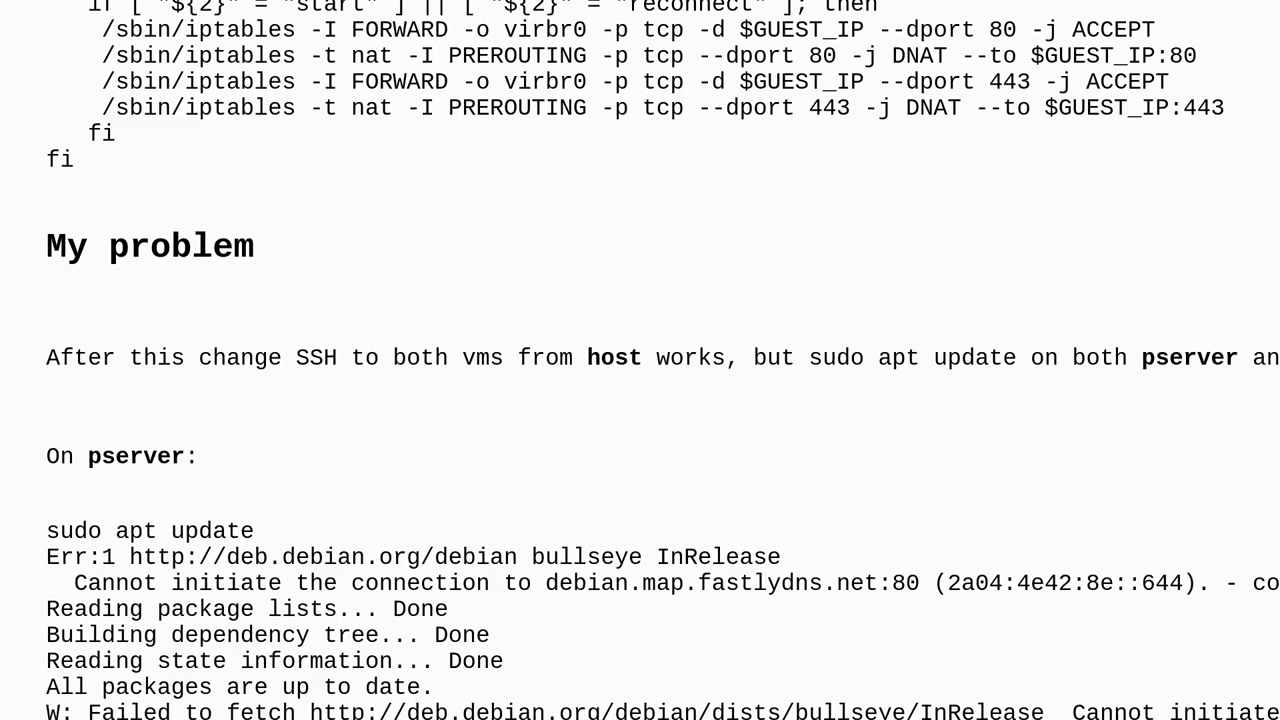 if [ "${2}" = "start" ] || [ "${2}" = "reconnect" ]; then
/sbin/iptables -I FORWARD -o virbr0 -p tcp -d $GUEST_IP --dport 80 -j ACCEPT
/sbin/iptables -t nat -I PREROUTING -p tcp --dport 80 -j DNAT --to $GUEST_IP:80
/sbin/iptables -I FORWARD -o virbr0 -p tcp -d $GUEST_IP --dport 443 -j ACCEPT
/sbin/iptables -t nat -I PREROUTING -p tcp --dport 443 -j DNAT --to $GUEST_IP:443
fi
fi
My problem
After this change SSH to both vms from host works, but sudo apt update on both pserver an
On pserver:
sudo apt update
Err:1 http://deb.debian.org/debian bullseye InRelease
Cannot initiate the connection to debian.map.fastlydns.net:80 (2a04:4e42:8e::644). - co
Reading package lists... Done
Building dependency tree... Done
Reading state information... Done
All packages are up to date.
W: Failed to fetch http://deb.debian.org/debian/dists/bullseye/InRelease  Cannot initiate